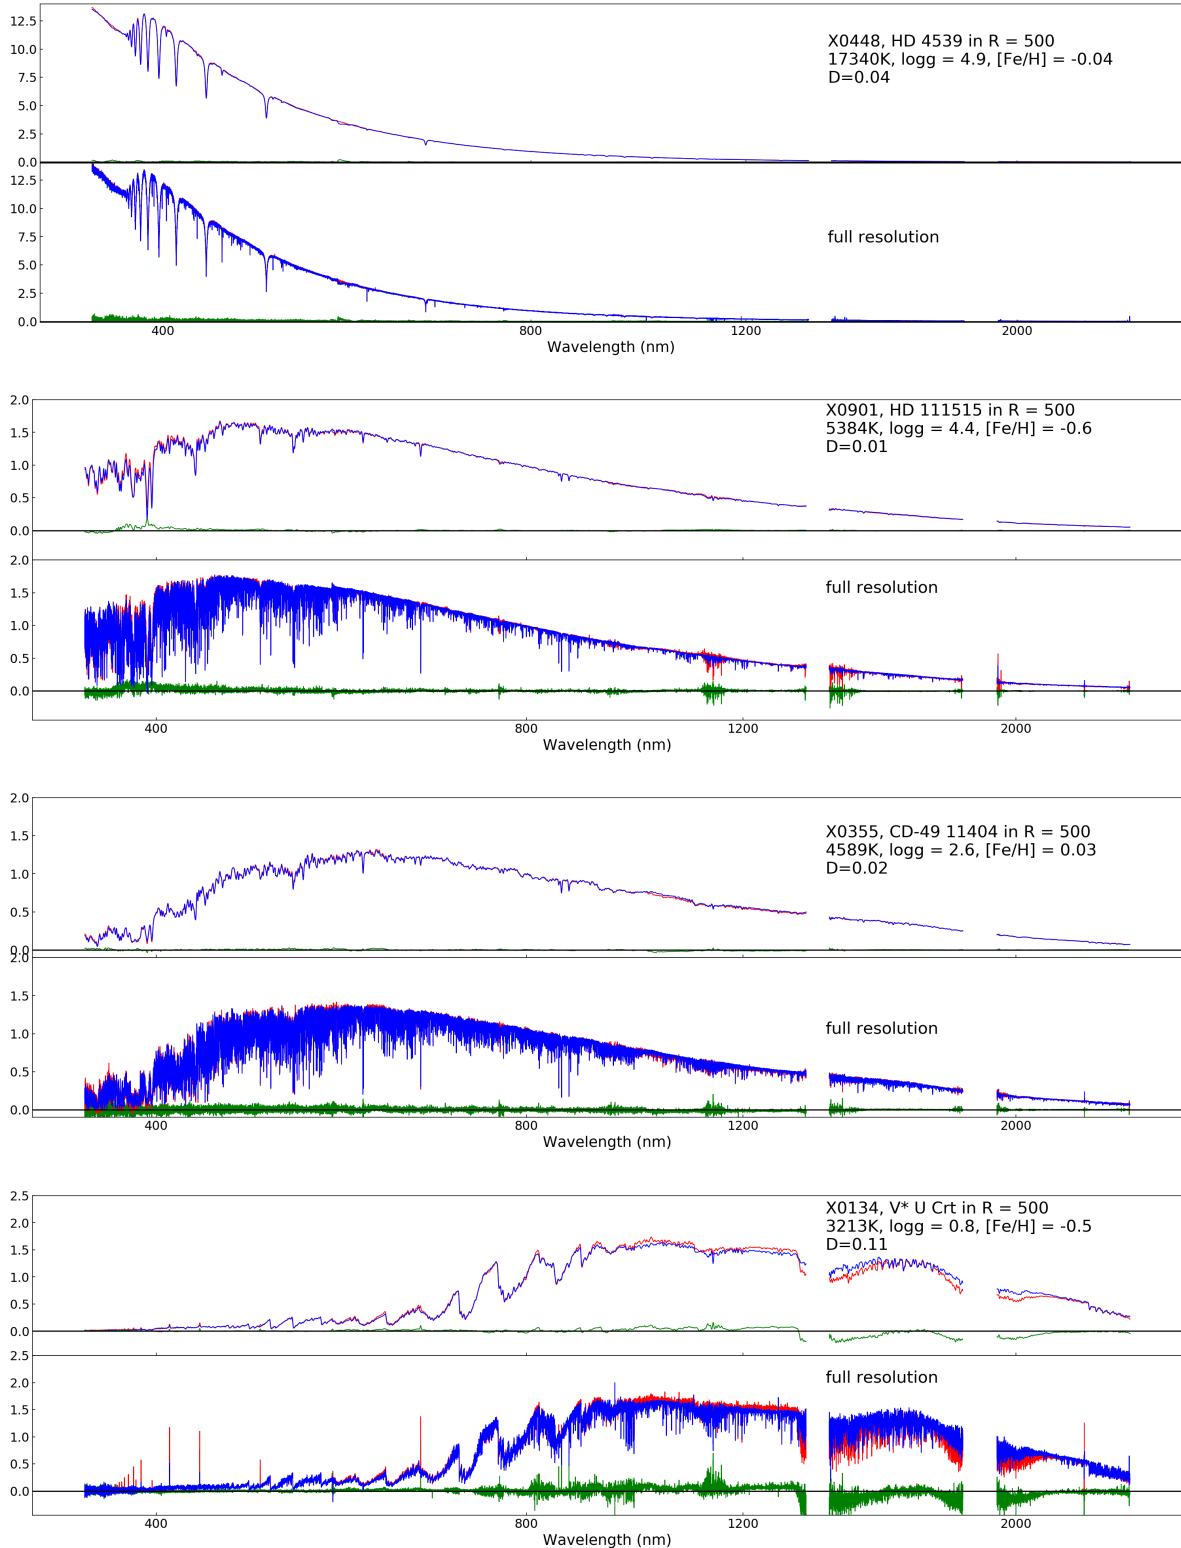 12.5
10.0
7.5
5.0
2.5
0.0
X0448, HD 4539 in R = 500
17340K, logg = 4.9, [Fe/H] = -0.04
D=0.04
12.5
10.0
7.5
5.0
2.5
0.0
full resolution
400 800 1200 2000
Wavelength (nm)
2.0
1.5
1.0
0.5
0.0
X0901, HD 111515 in R = 500
5384K, logg = 4.4, [Fe/H] = -0.6
D=0.01
2.0
1.5
1.0
0.5
0.0
full resolution
400 800 1200 2000
Wavelength (nm)
2.0
1.5
1.0
0.5
0.0
X0355, CD-49 11404 in R = 500
4589K, logg = 2.6, [Fe/H] = 0.03
D=0.02
2.0
1.5
1.0
0.5
0.0
full resolution
400 800 1200 2000
Wavelength (nm)
2.5
2.0
1.5
1.0
0.5
0.0
X0134, V* U Crt in R = 500
3213K, logg = 0.8, [Fe/H] = -0.5
D=0.11
2.5
2.0
1.5
1.0
0.5
0.0
full resolution
400 800 1200 2000
Wavelength (nm)